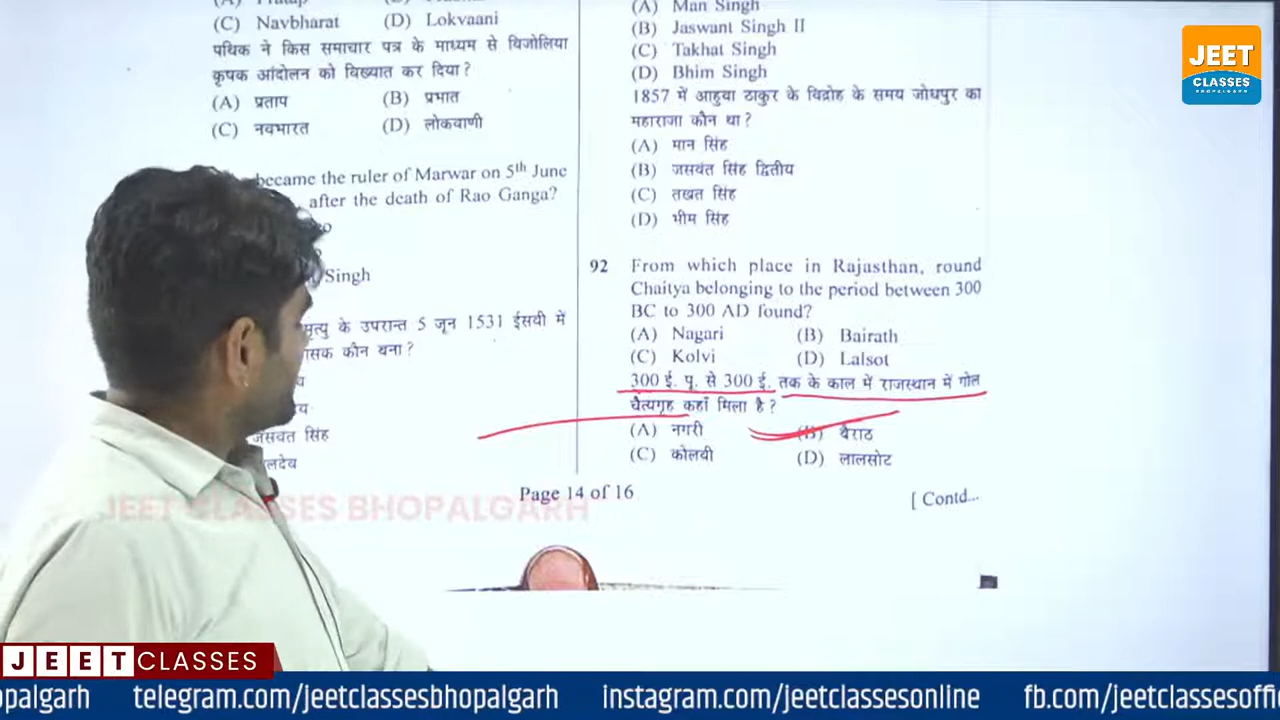 (C) Navbharat (D) Lokvaani
पथिक ने किस समाचार पत्र के माध्यम से बिजोलिया
कृषक आंदोलन को विख्यात कर दिया?
(A) प्रताप (B) प्रभात
(C) नवभारत (D) लोकवाणी
became the ruler of Marwar on 5th June
after the death of Rao Ganga?
Singh
मृत्यु के उपरान्त 5 जून 1531 ईसवी में
कौन बना?
जसवंत सिंह
(A) Man Singh
(B) Jaswant Singh II
(C) Takhat Singh
(D) Bhim Singh
1857 में आहुवा ठाकुर के विद्रोह के समय जोधपुर का
महाराजा कौन था?
(A) मान सिंह
(B) जसवंत सिंह द्वितीय
(C) तखत सिंह
(D) भीम सिंह
92 From which place in Rajasthan, round
Chaitya belonging to the period between 300
BC to 300 AD found?
(A) Nagari (B) Bairath
(C) Kolvi (D) Lalsot
300 ई. पू. से 300 ई. तक के काल में राजस्थान में गोल
चैत्यगृह कहाँ मिला है?
(A) नगरी (B) बैराठ
(C) कोलवी (D) लालसोट
Page 14 of 16
[ Contd...
JEET CLASSES BHOPALGARH
JEET
CLASSES
BHOPALGARH
JEET CLASSES
opalgarh telegram.com/jeetclassesbhopalgarh instagram.com/jeetclassesonline fb.com/jeetclassesoffi